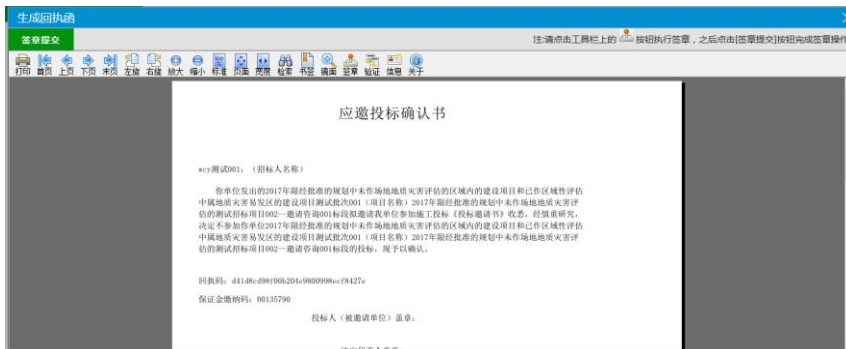 生成回执函
签章提交
注:请点击工具栏上的 按钮执行签章，之后点击[签章提交]按钮完成签章操作
打印 首页 上页 下页 末页 左旋 右旋 放大 缩小 标准 页面 宽度 检索 书签 镜面 签章 验证 信息 关于
应邀投标确认书
wcy测试001：（招标人名称）
你单位发出的2017年限经批准的规划中未作场地地质灾害评估的区域内的建设项目和已作区域性评估
中属地质灾害易发区的建设项目测试批次001（项目名称）2017年限经批准的规划中未作场地地质灾害评
估的测试招标项目002一邀请咨询001标段拟邀请我单位参加施工投标《投标邀请书》收悉，经慎重研究，
决定不参加你单位2017年限经批准的规划中未作场地地质灾害评估的区域内的建设项目和已作区域性评估
中属地质灾害易发区的建设项目测试批次001（项目名称）2017年限经批准的规划中未作场地地质灾害评
估的测试招标项目002一邀请咨询001标段的投标，现予以确认。
回执码：d41d8cd98f00b204e9800998ecf8427e
保证金缴纳码：00135790
投标人（被邀请单位）盖章：